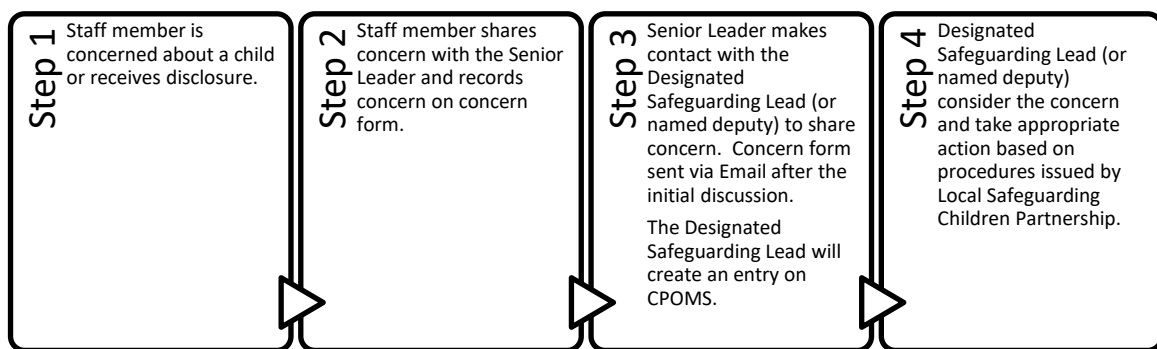 Step 1
Staff member is
concerned about a child
or receives disclosure.
Step 2
Staff member shares
concern with the Senior
Leader and records
concern on concern
form.
Step 3
Senior Leader makes
contact with the
Designated
Safeguarding Lead (or
named deputy) to share
concern.  Concern form
sent via Email after the
initial discussion.
The Designated
Safeguarding Lead will
create an entry on
CPOMS.
Step 4
Designated
Safeguarding Lead (or
named deputy)
consider the concern
and take appropriate
action based on
procedures issued by
Local Safeguarding
Children Partnership.